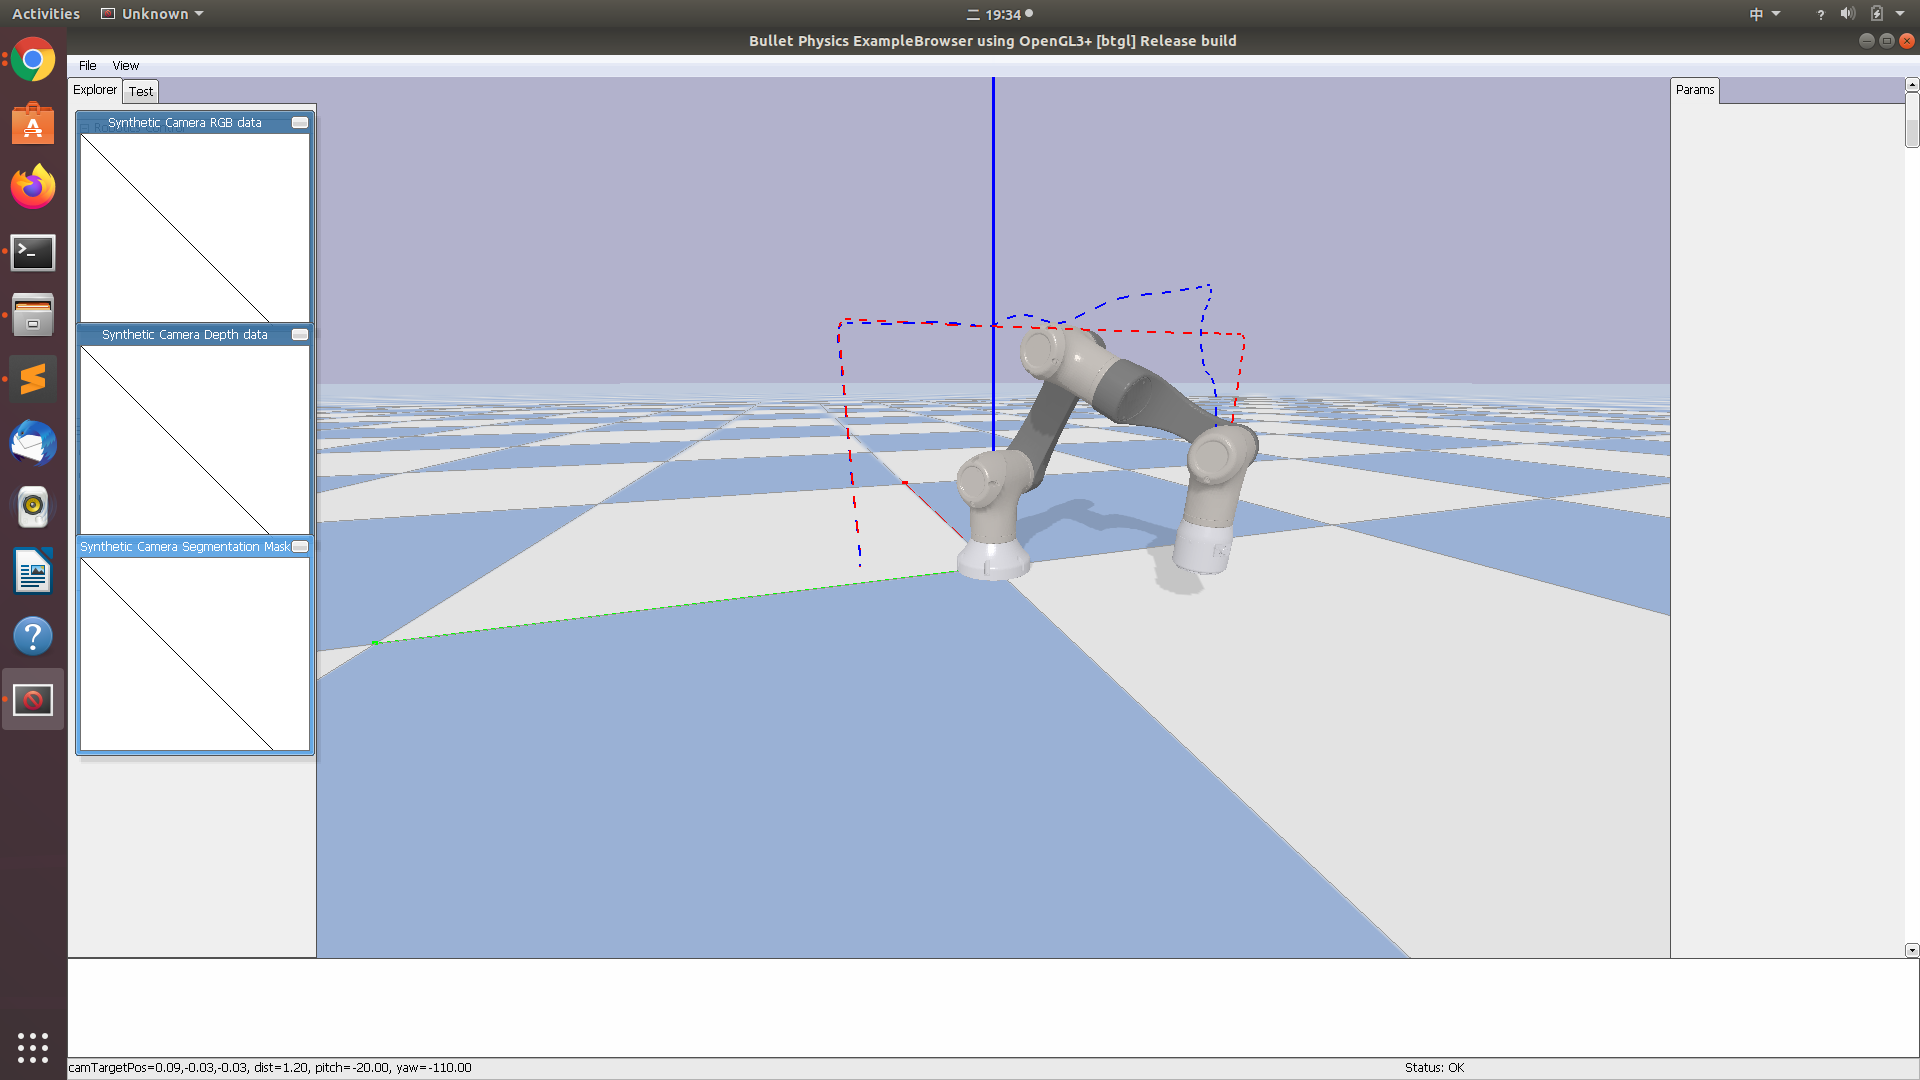 Activities
Unknown
二 19:34
中
?
Bullet Physics ExampleBrowser using OpenGL3+ [btgl] Release build
File
View
Explorer
Test
Params
Synthetic Camera RGB data
Synthetic Camera Depth data
Synthetic Camera Segmentation Mask
camTargetPos=0.09,-0.03,-0.03, dist=1.20, pitch=-20.00, yaw=-110.00
Status: OK